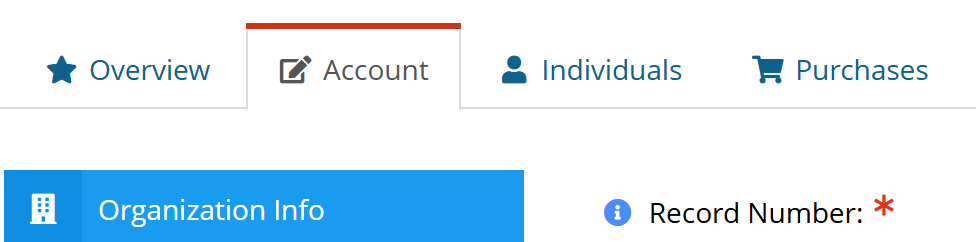 Overview Account Individuals Purchases
Organization Info
Record Number: *